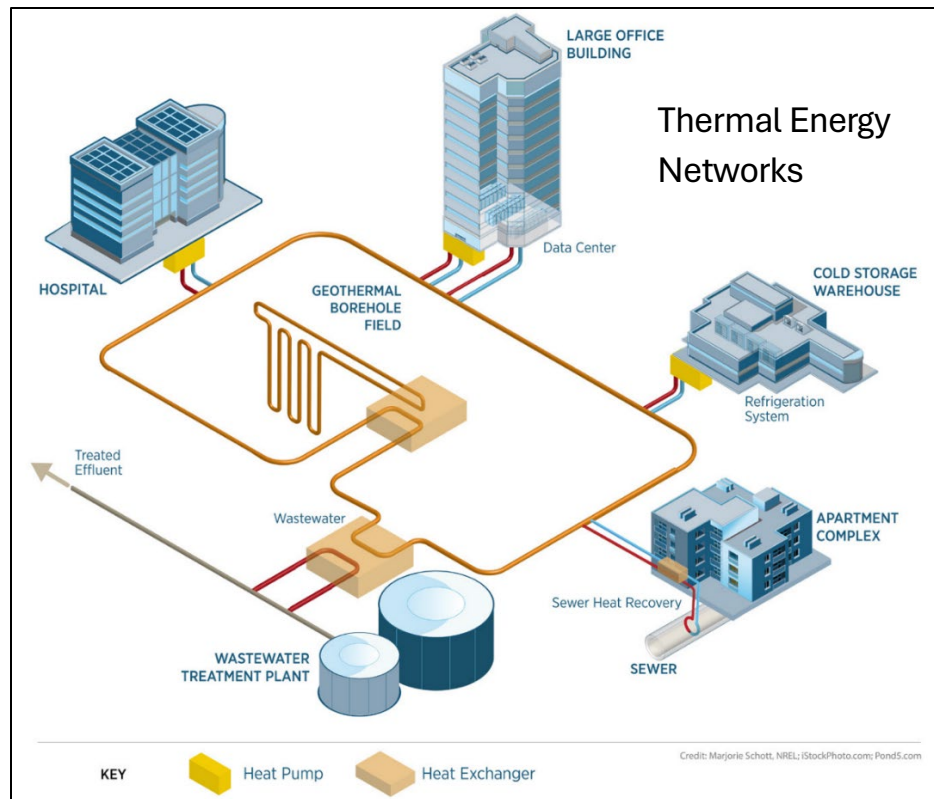 LARGE OFFICE
BUILDING
Thermal Energy
Networks
Data Center
HOSPITAL
GEOTHERMAL
BOREHOLE
FIELD
COLD STORAGE
WAREHOUSE
Refrigeration
System
Treated
Effluent
Wastewater
APARTMENT
COMPLEX
Sewer Heat Recovery
SEWER
WASTEWATER
TREATMENT PLANT
Credit: Marjorie Schott, NREL; iStockPhoto.com; Pond5.com
KEY
Heat Pump
Heat Exchanger